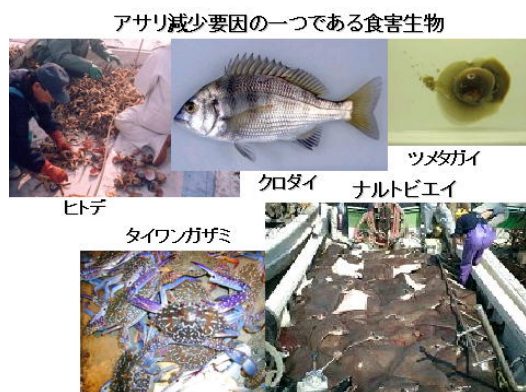 アサリ減少要因の一つである食害生物
ヒトデ
クロダイ
ツメタガイ
タイワンガザミ
ナルトビエイ